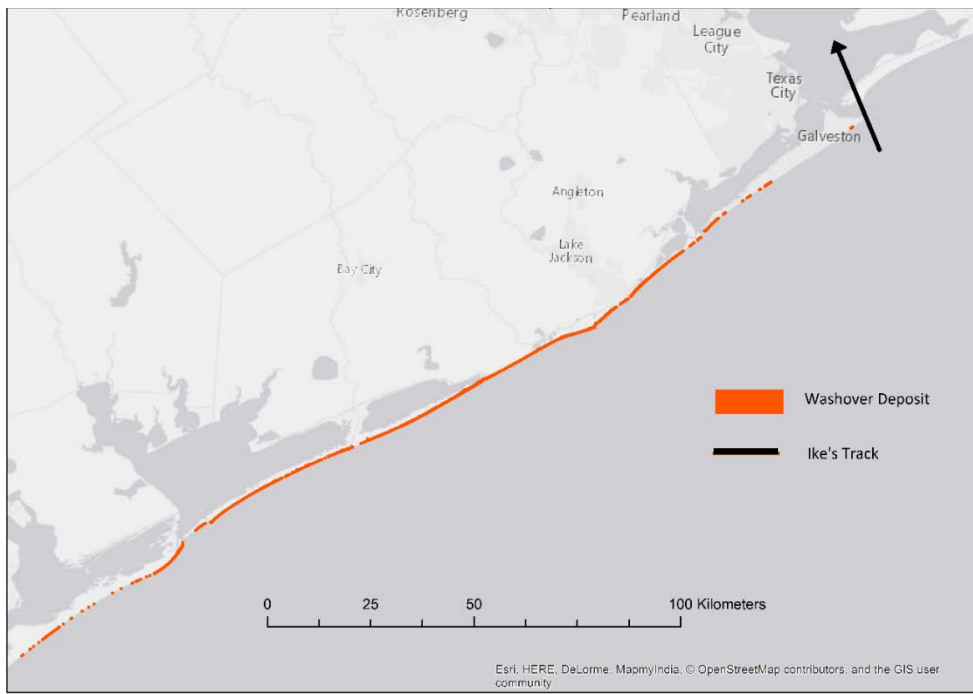 Rosenberg
Pearland
League
City
Texas
City
Galveston
Angleton
Lake
Jackson
Bay City
Washover Deposit
Ike's Track
0 25 50 100 Kilometers
Esri, HERE, DeLorme, MapmyIndia, © OpenStreetMap contributors, and the GIS user
community